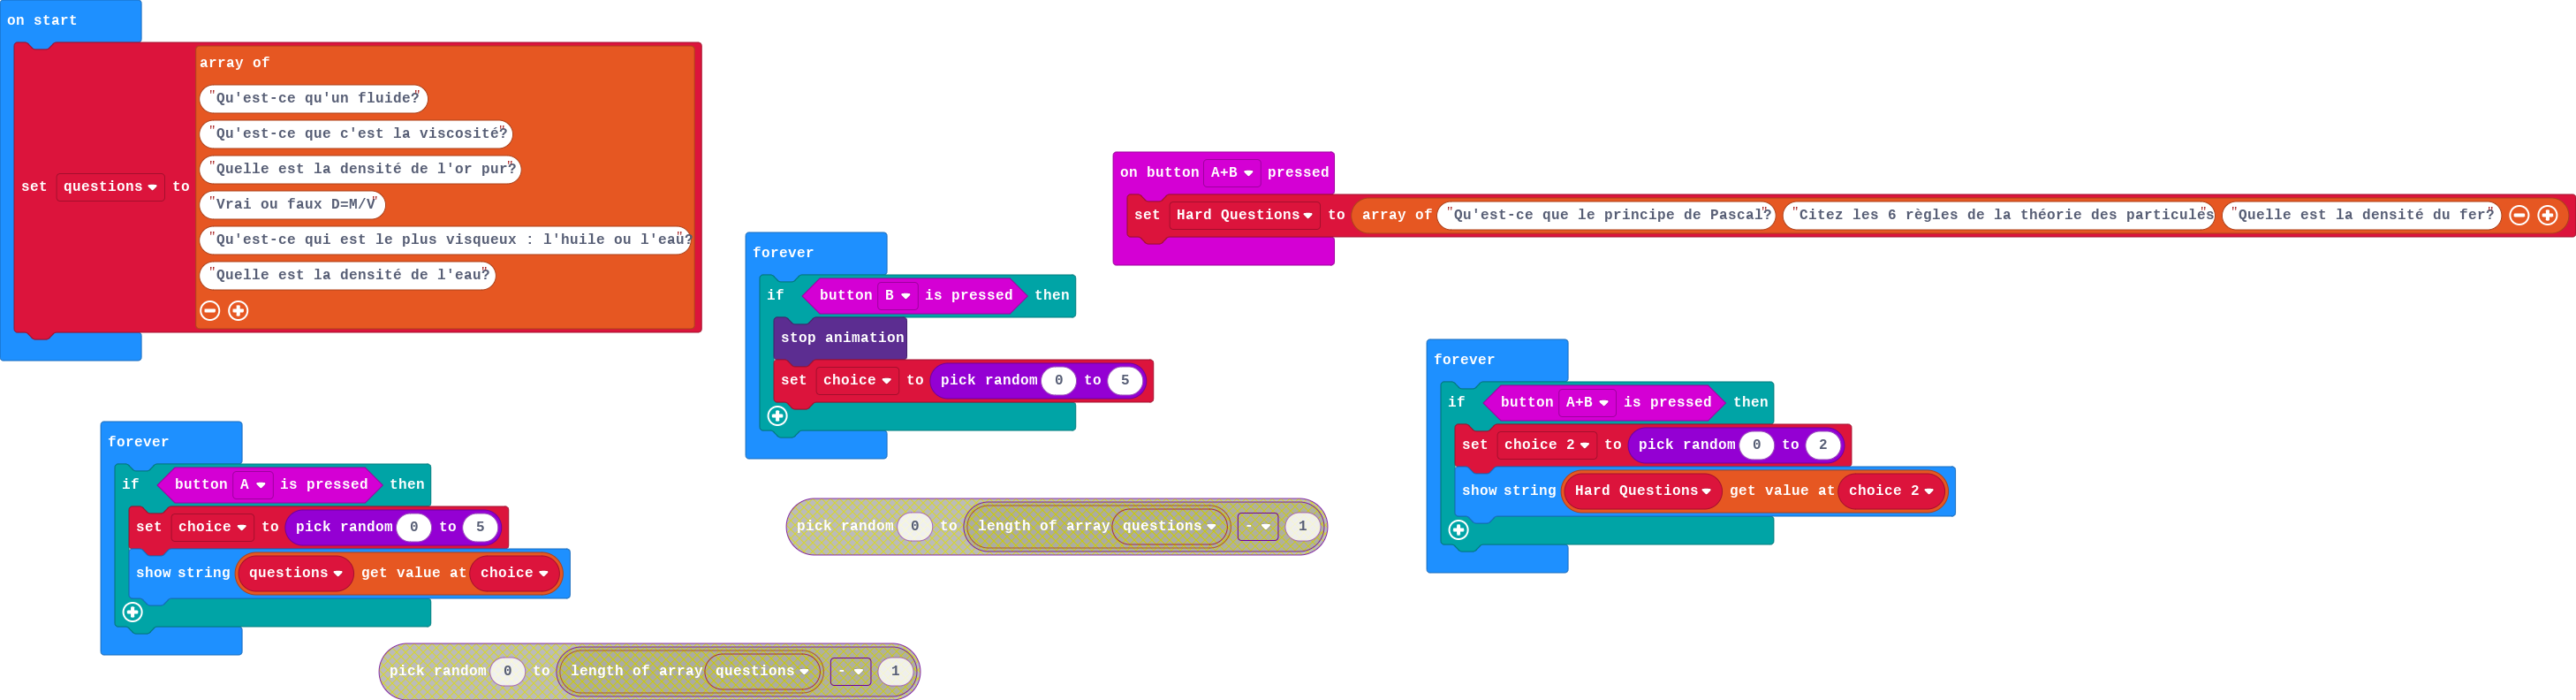 on start
set questions to array of
"Qu'est-ce qu'un fluide?"
"Qu'est-ce que c'est la viscosité?"
"Quelle est la densité de l'or pur?"
"Vrai ou faux D=M/V"
"Qu'est-ce qui est le plus visqueux : l'huile ou l'eau?"
"Quelle est la densité de l'eau?"
on button A+B pressed
set Hard Questions to array of "Qu'est-ce que le principe de Pascal?" "Citez les 6 règles de la théorie des particules" "Quelle est la densité du fer?"
forever
if button B is pressed then
stop animation
set choice to pick random 0 to 5
forever
if button A+B is pressed then
set choice 2 to pick random 0 to 2
show string Hard Questions get value at choice 2
forever
if button A is pressed then
set choice to pick random 0 to 5
show string questions get value at choice
pick random 0 to length of array questions - 1
pick random 0 to length of array questions - 1